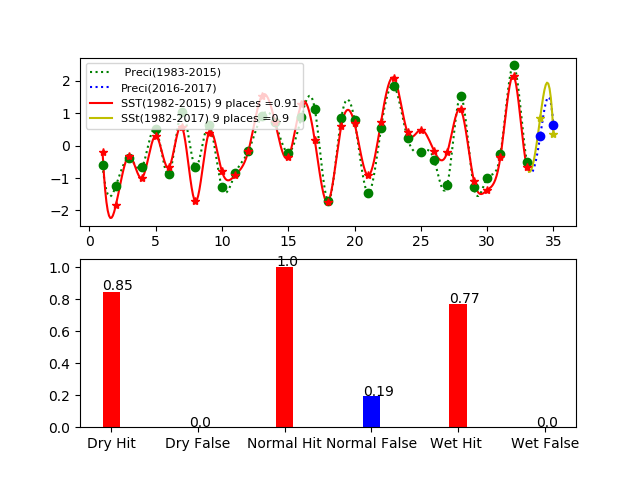 Preci(1983-2015)
Preci(2016-2017)
SST(1982-2015) 9 places =0.91
SSt(1982-2017) 9 places =0.9
2
1
0
−1
−2
0 5 10 15 20 25 30 35
1.0
0.8
0.6
0.4
0.2
0.0
0.85
0.0
1.0
0.19
0.77
0.0
Dry Hit Dry False Normal Hit Normal False Wet Hit Wet False